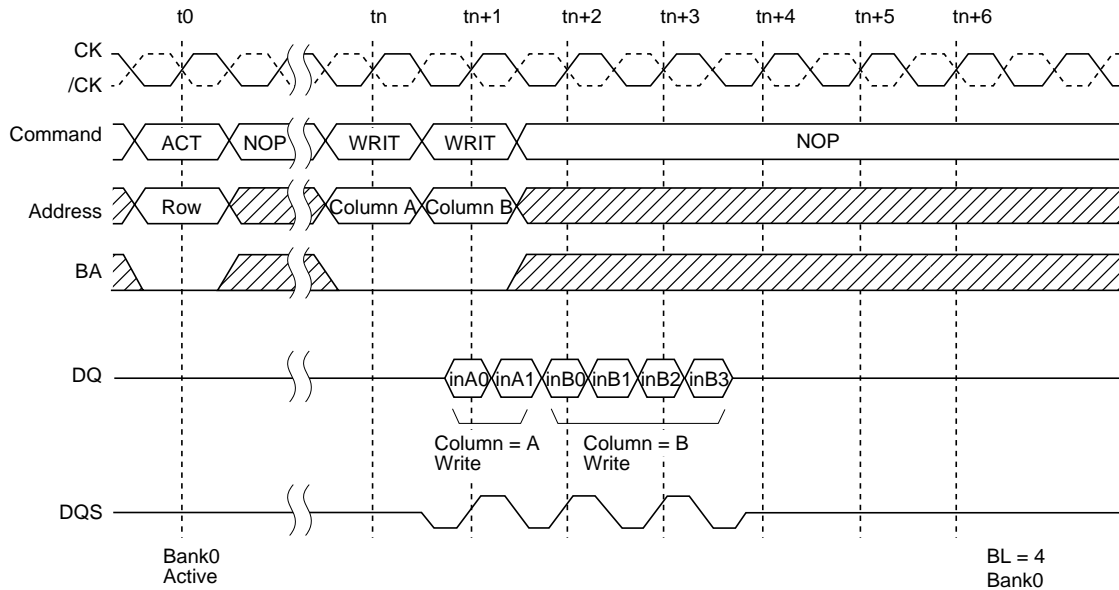 t0 tn tn+1 tn+2 tn+3 tn+4 tn+5 tn+6
CK
/CK
Command ACT NOP WRIT WRIT NOP
Address Row Column A Column B
BA
DQ inA0 inA1 inB0 inB1 inB2 inB3
Column = A Column = B
Write Write
DQS
Bank0 BL = 4
Active Bank0